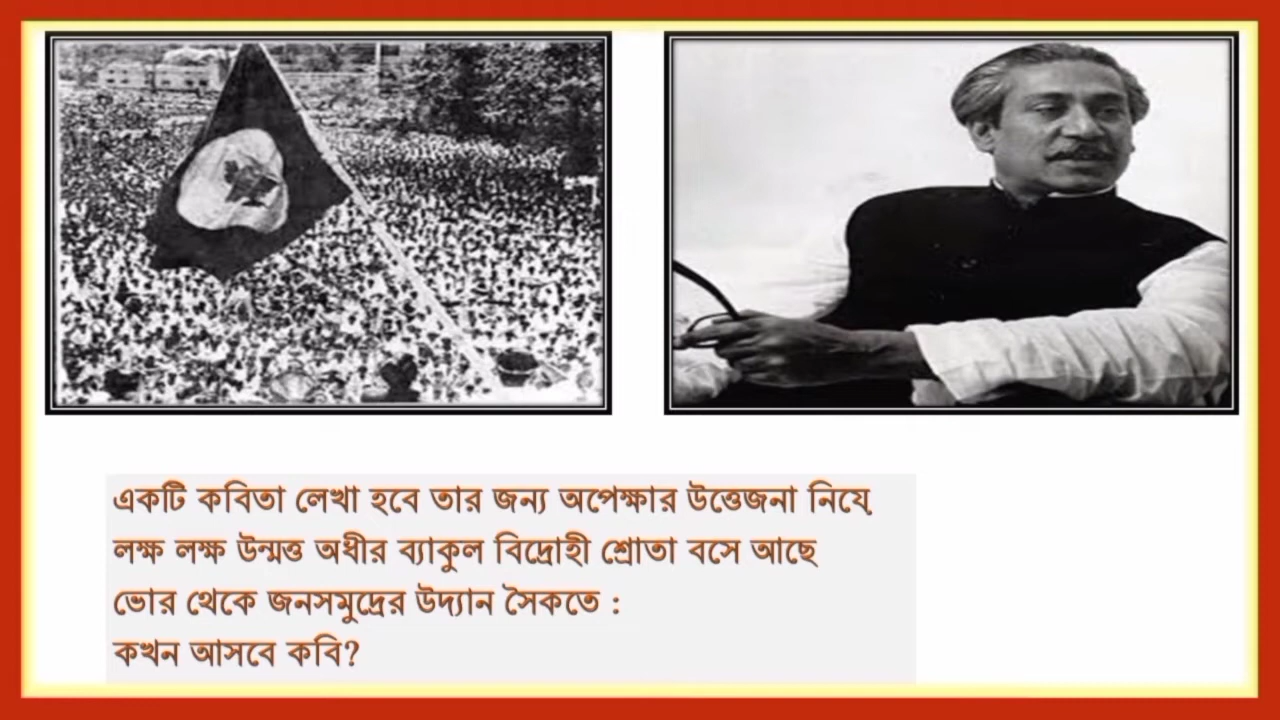 একটি কবিতা লেখা হবে তার জন্য অপেক্ষার উত্তেজনা নিয়ে
লক্ষ লক্ষ উন্মত্ত অধীর ব্যাকুল বিদ্রোহী শ্রোতা বসে আছে
ভোর থেকে জনসমুদ্রের উদ্যান সৈকতে :
কখন আসবে কবি?